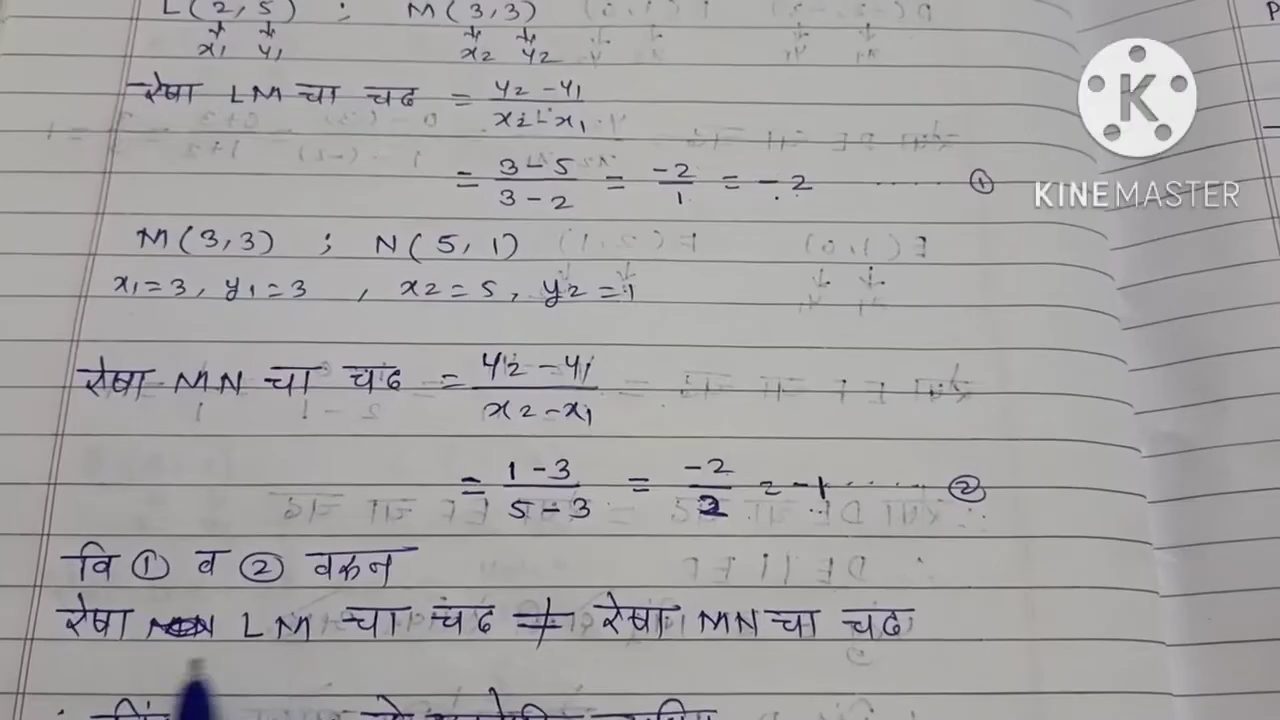 L(2, 5) ; M(3, 3)
x1 y1 x2 y2
रेषा LM चा चढ = y2 - y1 / x2 - x1
= 3 - 5 / 3 - 2 = -2 / 1 = -2 ...... ①
M(3, 3) ; N(5, 1)
x1 = 3, y1 = 3 , x2 = 5, y2 = 1
रेषा MN चा चढ = y2 - y1 / x2 - x1
= 1 - 3 / 5 - 3 = -2 / 2 = -1 ...... ②
वि ① व ② वरून
रेषा LM चा चढ ≠ रेषा MN चा चढ
K
KINEMASTER